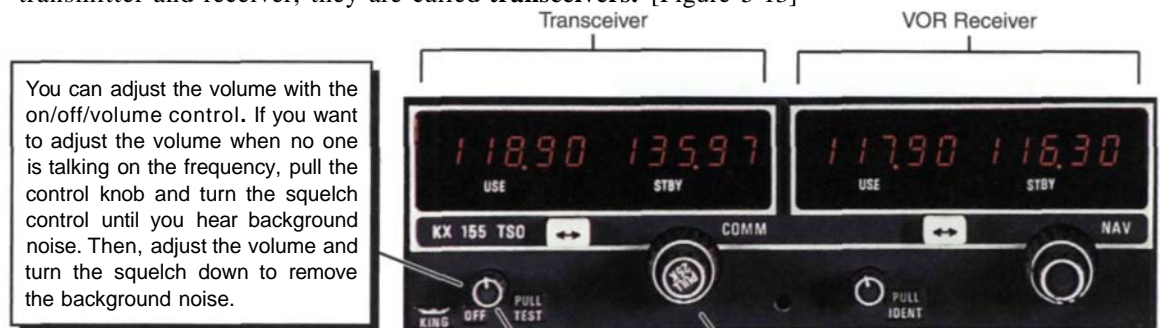 transmitter and receiver, they are called transceivers. [Figure 5-13]
Transceiver
VOR Receiver
You can adjust the volume with the
on/off/volume control. If you want
to adjust the volume when no one
is talking on the frequency, pull the
control knob and turn the squelch
control until you hear background
noise. Then, adjust the volume and
turn the squelch down to remove
the background noise.
118.90 135.97
USE STBY
117.90 116.30
USE STBY
KX 155 TSO COMM
NAV
PULL 25K
OFF PULL TEST
PULL IDENT
KING